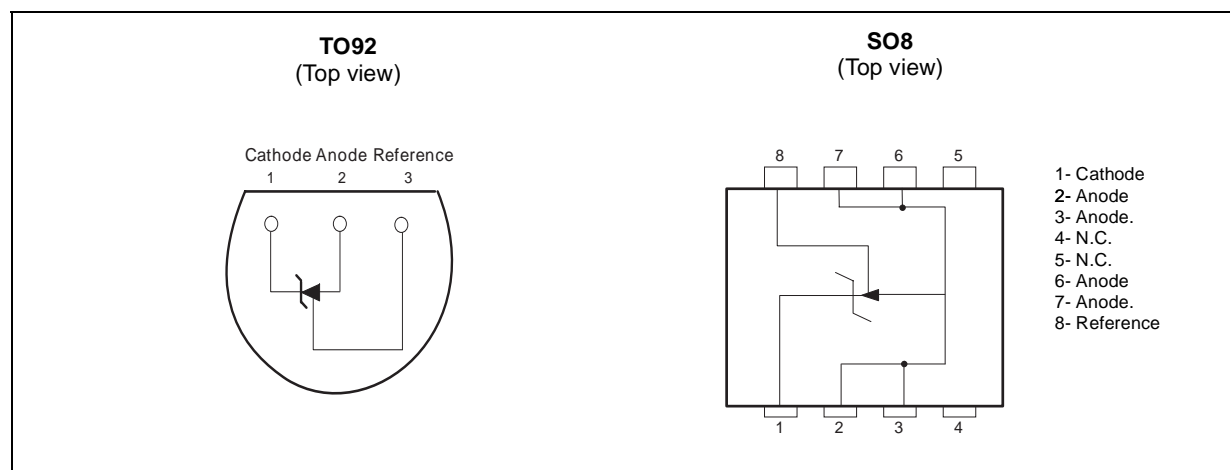 TO92
(Top view)
Cathode Anode Reference
1 2 3
SO8
(Top view)
8 7 6 5
1 2 3 4
1- Cathode
2- Anode
3- Anode.
4- N.C.
5- N.C.
6- Anode
7- Anode.
8- Reference